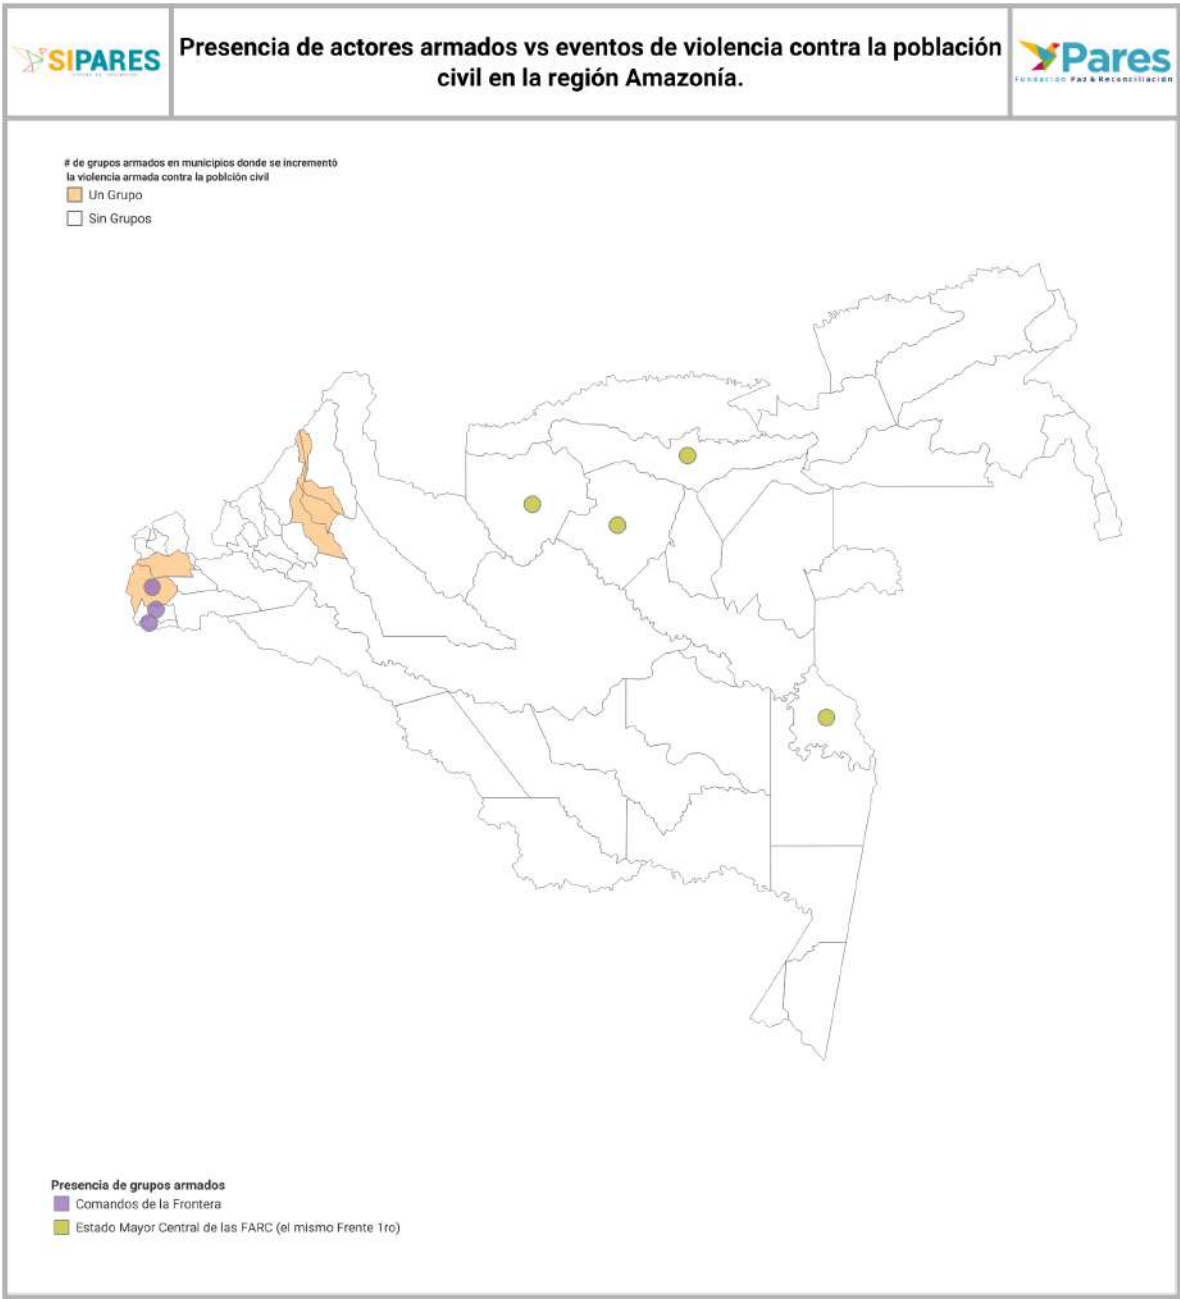 SIPARES
Presencia de actores armados vs eventos de violencia contra la población
civil en la región Amazonía.
Pares
Fundación Paz & Reconciliación
# de grupos armados en municipios donde se incrementó
la violencia armada contra la poblción civil
Un Grupo
Sin Grupos
Presencia de grupos armados
Comandos de la Frontera
Estado Mayor Central de las FARC (el mismo Frente 1ro)